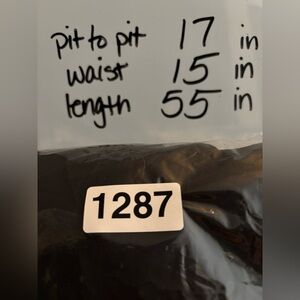 pit to pit 17 in
waist 15 in
length 55 in
1287